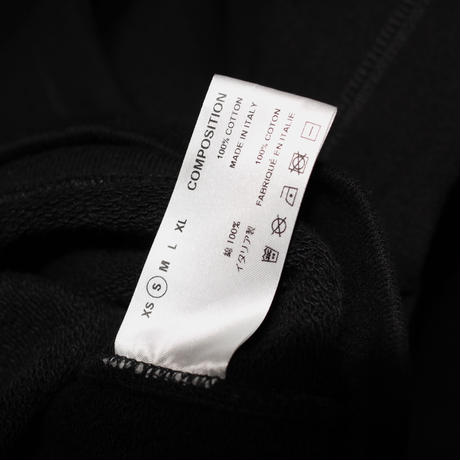 COMPOSITION
100% COTTON
MADE IN ITALY
100% COTON
FABRIQUÉ EN ITALIE
綿 100%
イタリア製
XS S M L XL